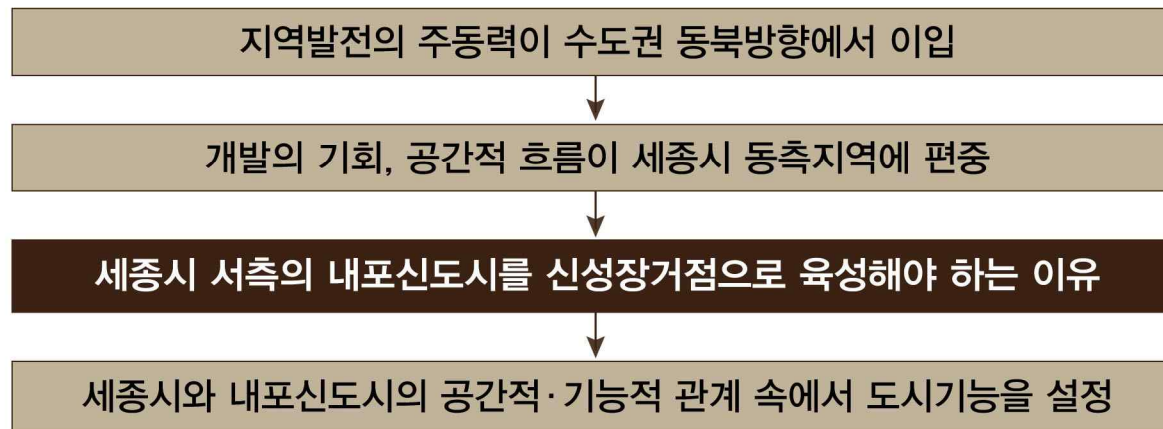 지역발전의 주동력이 수도권 동북방향에서 이입
개발의 기회, 공간적 흐름이 세종시 동측지역에 편중
세종시 서측의 내포신도시를 신성장거점으로 육성해야 하는 이유
세종시와 내포신도시의 공간적·기능적 관계 속에서 도시기능을 설정